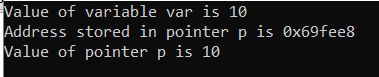 Value of variable var is 10
Address stored in pointer p is 0x69fee8
Value of pointer p is 10